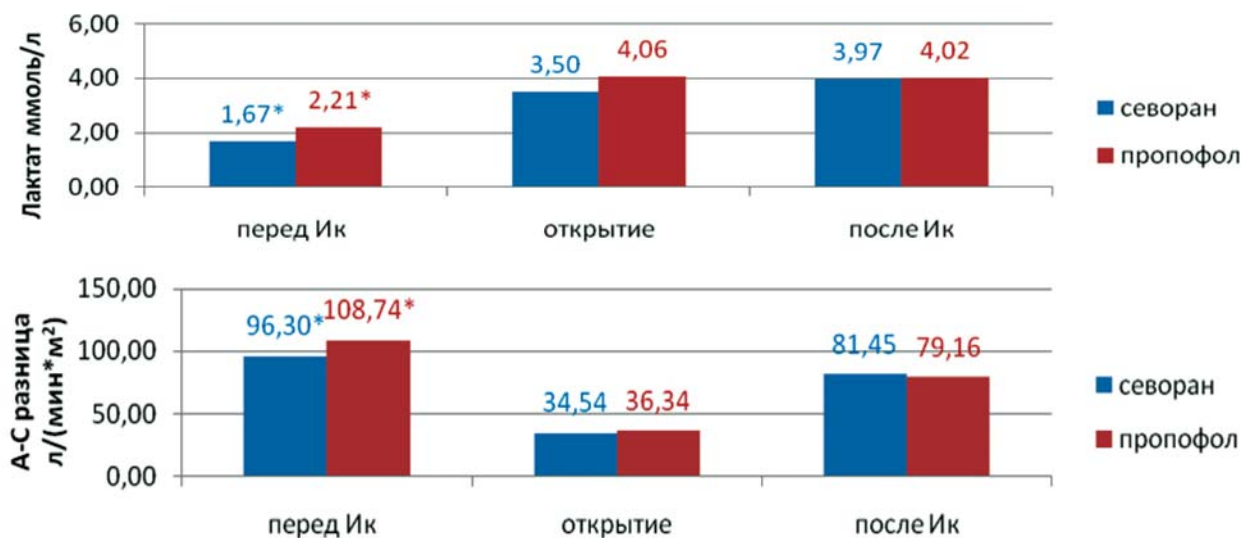 Лактат ммоль/л
6,00
4,00
2,00
0,00
1,67*
2,21*
3,50
4,06
3,97
4,02
перед Ик
открытие
после Ик
севоран
пропофол
А-С разница
л/(мин*м²)
150,00
100,00
50,00
0,00
96,30*
108,74*
34,54
36,34
81,45
79,16
перед Ик
открытие
после Ик
севоран
пропофол